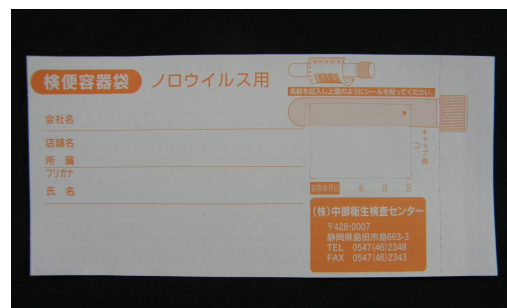 検便容器袋 ノロウイルス用
名前を記入し上図のようにシールを貼ってください。
会社名
店舗名
所 属
フリガナ
氏 名
キャップ側
採取年月日 年 月 日
(株)中部衛生検査センター
〒428-0007
静岡県島田市島663-3
TEL 0547(46)2348
FAX 0547(46)2343